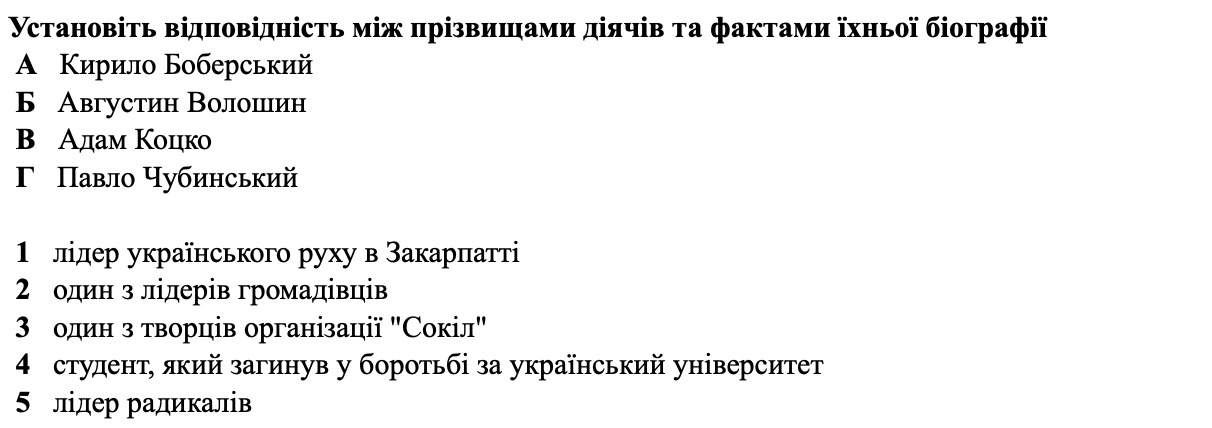 Установіть відповідність між прізвищами діячів та фактами їхньої біографії
А Кирило Боберський
Б Августин Волошин
В Адам Коцко
Г Павло Чубинський
1 лідер українського руху в Закарпатті
2 один з лідерів громадівців
3 один з творців організації "Сокіл"
4 студент, який загинув у боротьбі за український університет
5 лідер радикалів